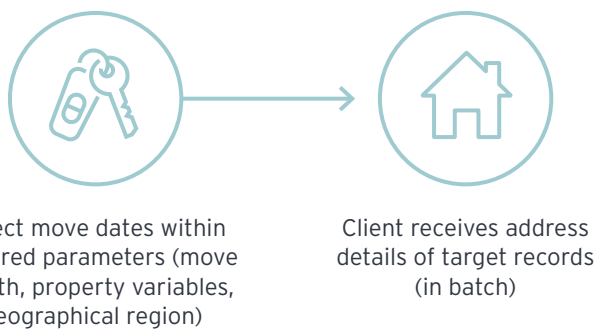 ect move dates within
red parameters (move
th, property variables,
eographical region)
Client receives address
details of target records
(in batch)